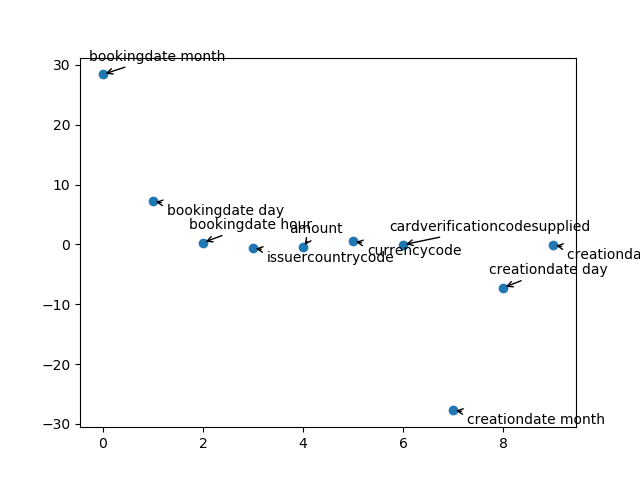 bookingdate month
30
20
10
bookingdate day
bookingdate hour
amount
cardverificationcodesupplied
0
issuercountrycode
currencycode
creationda
creationdate day
−10
−20
creationdate month
−30
0 2 4 6 8